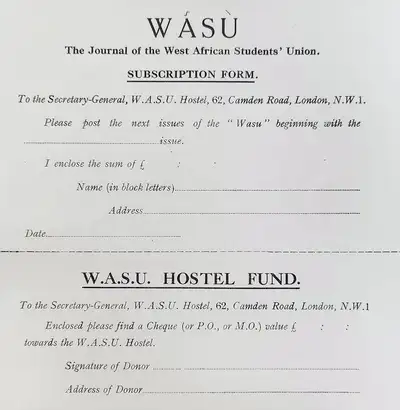 WÁSÙ
The Journal of the West African Students' Union.
SUBSCRIPTION FORM.
To the Secretary-General, W.A.S.U. Hostel, 62, Camden Road, London, N.W.1.
Please post the next issues of the "Wasu" beginning with the
issue.
I enclose the sum of £ : :
Name (in block letters)
Address
Date
W.A.S.U. HOSTEL FUND.
To the Secretary-General, W.A.S.U. Hostel, 62, Camden Road, London, N.W.1
Enclosed please find a Cheque (or P.O., or M.O.) value £ : :
towards the W.A.S.U. Hostel.
Signature of Donor
Address of Donor